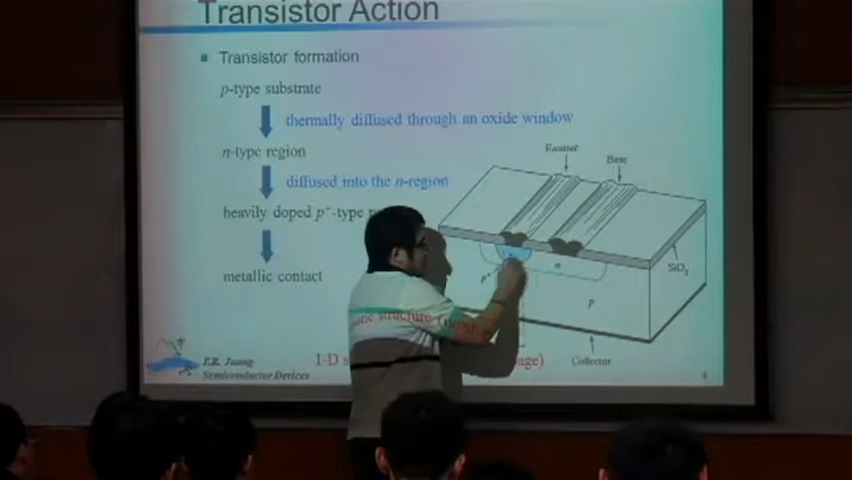 Transistor Action
Transistor formation
p-type substrate
thermally diffused through an oxide window
n-type region
diffused into the n-region
heavily doped p⁺-type
metallic contact
Emitter
Base
SiO₂
p⁺
n
p
Collector
1-D
F.R. Juang
Semiconductor Devices
4